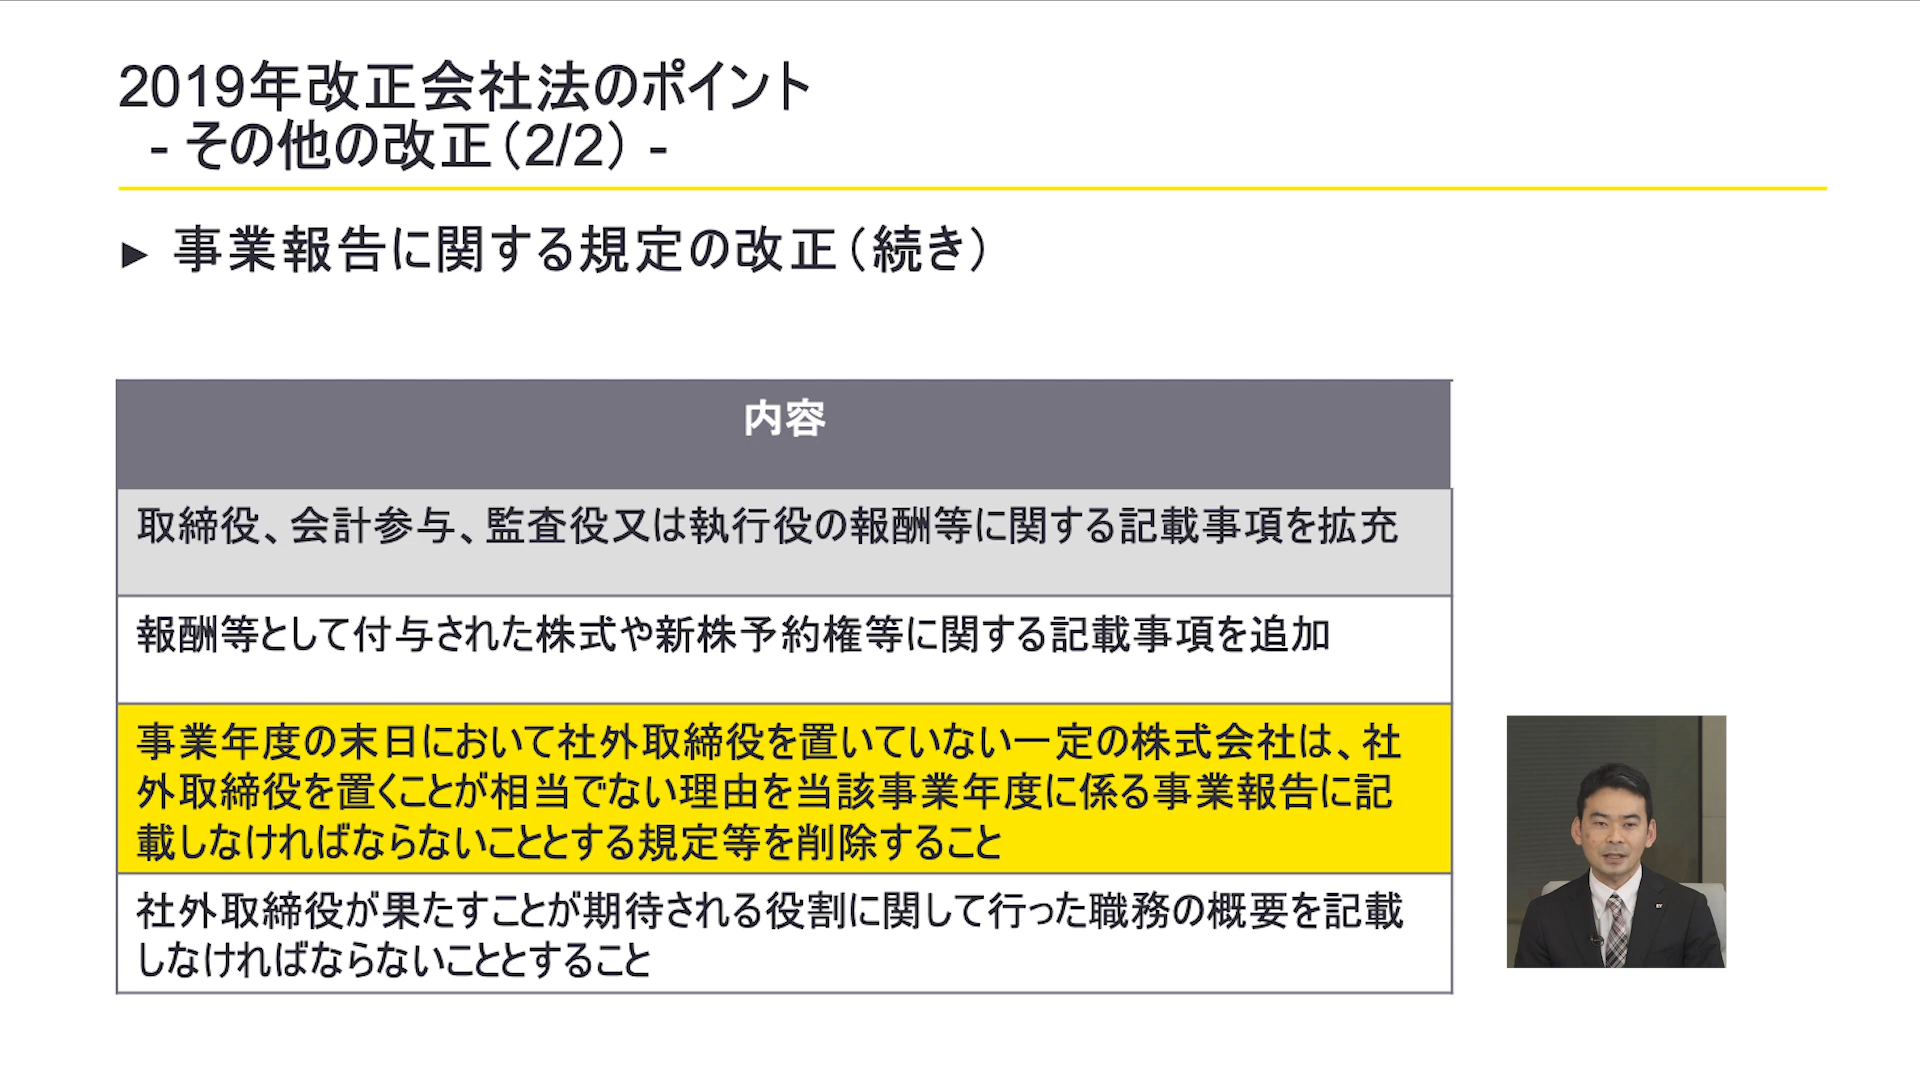 2019年改正会社法のポイント
- その他の改正（2/2） -
► 事業報告に関する規定の改正（続き）
内容
取締役、会計参与、監査役又は執行役の報酬等に関する記載事項を拡充
報酬等として付与された株式や新株予約権等に関する記載事項を追加
事業年度の末日において社外取締役を置いていない一定の株式会社は、社
外取締役を置くことが相当でない理由を当該事業年度に係る事業報告に記
載しなければならないこととする規定等を削除すること
社外取締役が果たすことが期待される役割に関して行った職務の概要を記載
しなければならないこととすること